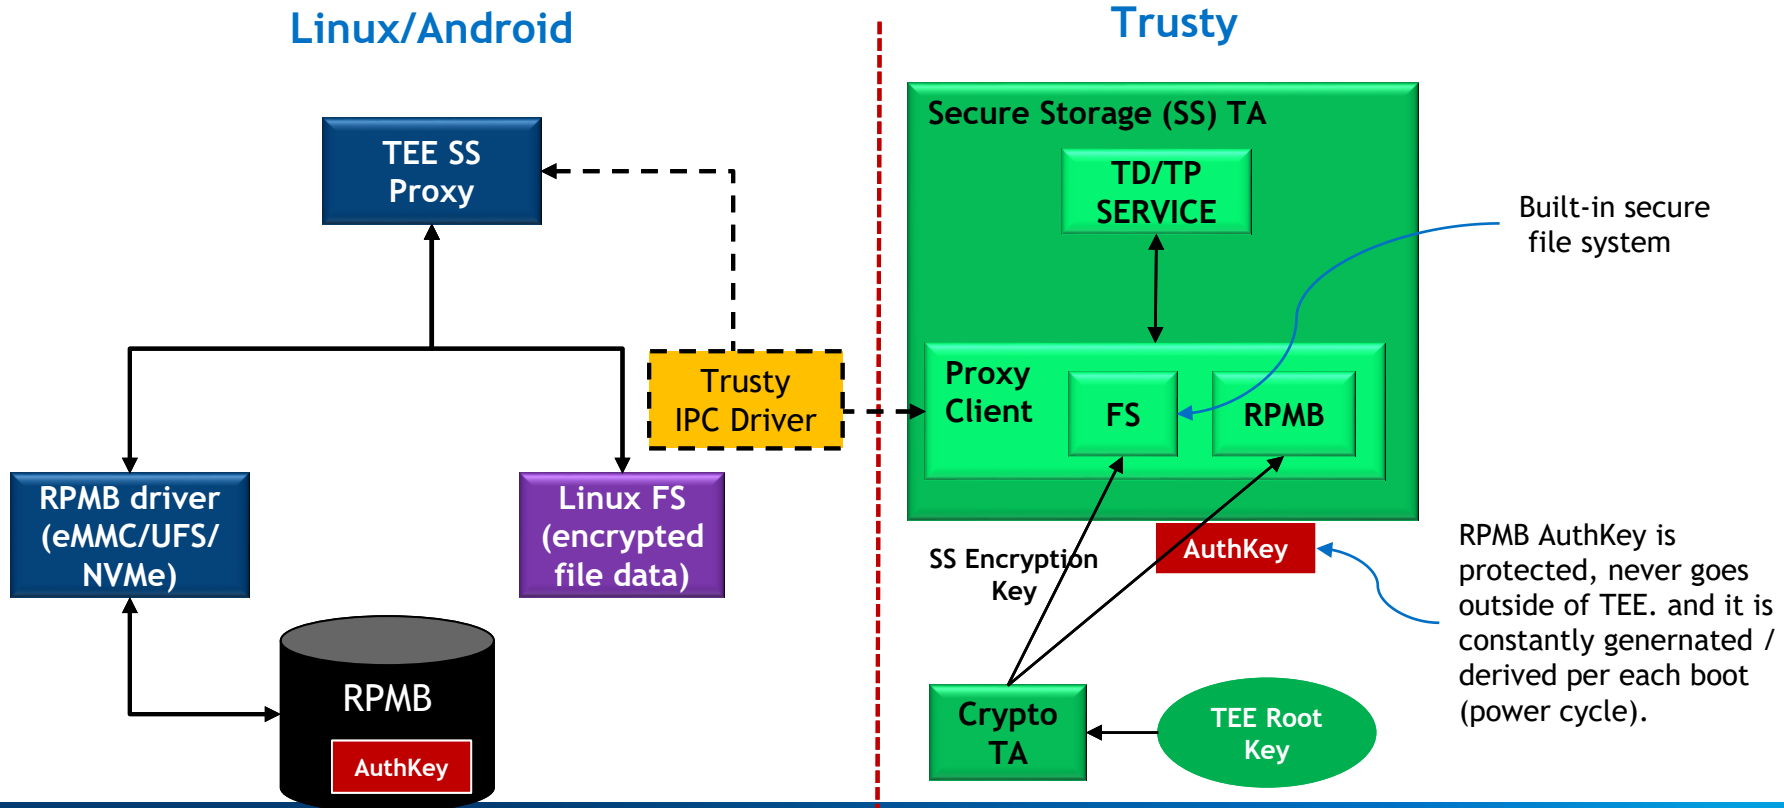 Linux/Android
Trusty
TEE SS
Proxy
Secure Storage (SS) TA
TD/TP
SERVICE
Built-in secure
file system
Trusty
IPC Driver
Proxy
Client
FS
RPMB
RPMB driver
(eMMC/UFS/
NVMe)
Linux FS
(encrypted
file data)
SS Encryption
Key
AuthKey
RPMB AuthKey is
protected, never goes
outside of TEE. and it is
constantly genernated /
derived per each boot
(power cycle).
RPMB
AuthKey
Crypto
TA
TEE Root
Key